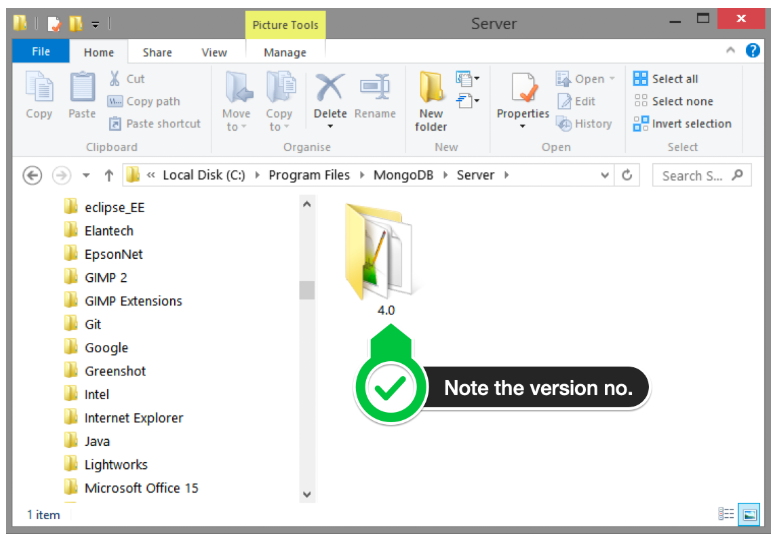 Picture Tools
Server
File
Home
Share
View
Manage
Copy
Paste
Cut
Copy path
Paste shortcut
Clipboard
Move to
Copy to
Delete
Rename
Organise
New folder
New
Properties
Open
Edit
History
Open
Select all
Select none
Invert selection
Select
« Local Disk (C:) Program Files MongoDB Server
Search S...
eclipse_EE
Elantech
EpsonNet
GIMP 2
GIMP Extensions
Git
Google
Greenshot
Intel
Internet Explorer
Java
Lightworks
Microsoft Office 15
4.0
Note the version no.
1 item